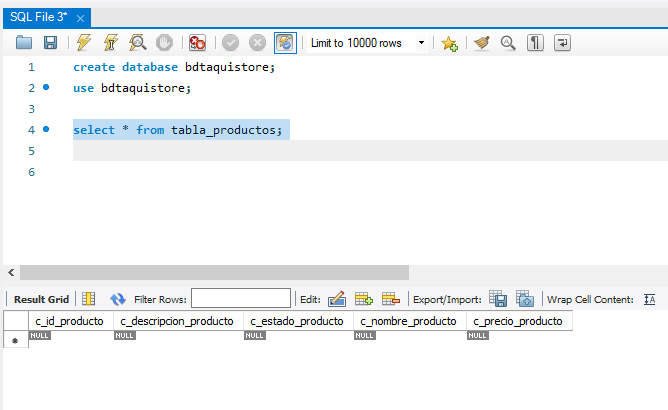 SQL File 3*
Limit to 10000 rows
1 create database bdtaquistore;
2 use bdtaquistore;
3
4 select * from tabla_productos;
5
6
Result Grid Filter Rows: Edit: Export/Import: Wrap Cell Content: IA
c_id_producto c_descripcion_producto c_estado_producto c_nombre_producto c_precio_producto
* NULL NULL NULL NULL NULL